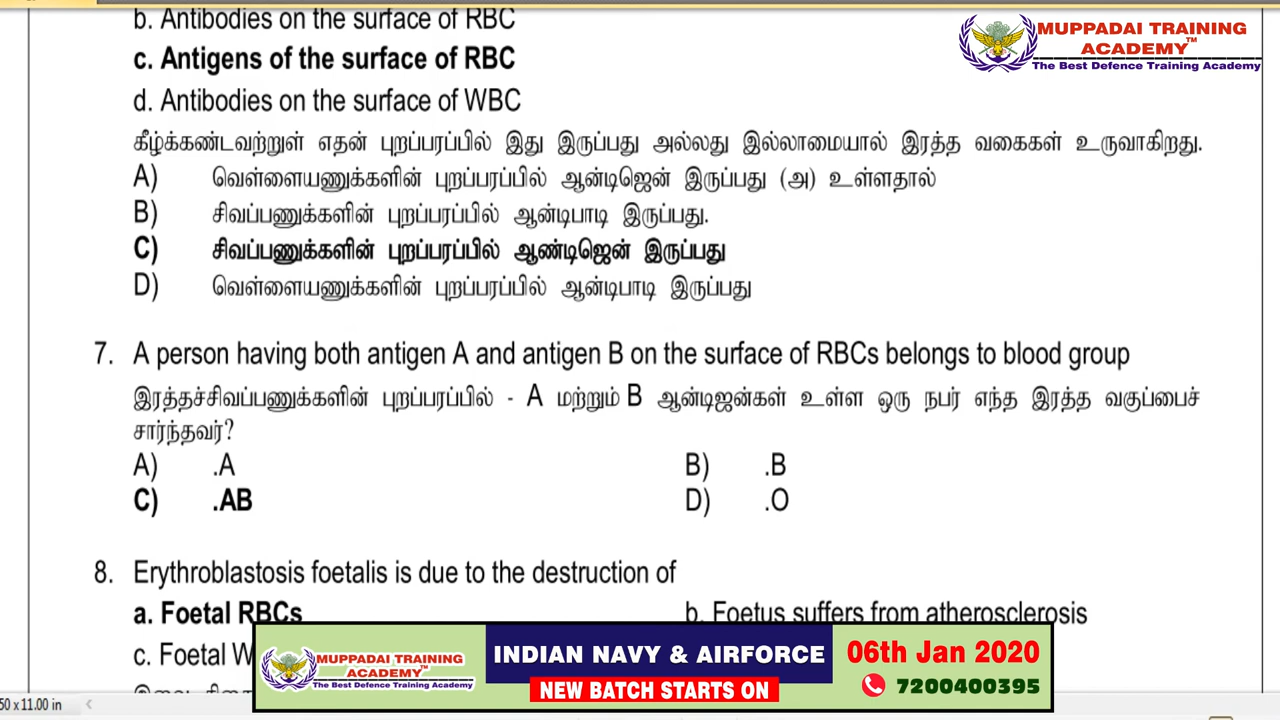 b. Antibodies on the surface of RBC
c. Antigens of the surface of RBC
d. Antibodies on the surface of WBC
கீழ்க்கண்டவற்றுள் எதன் புறப்பரப்பில் இது இருப்பது அல்லது இல்லாமையால் இரத்த வகைகள் உருவாகிறது.
A) வெள்ளையணுக்களின் புறப்பரப்பில் ஆன்டிஜென் இருப்பது (அ) உள்ளதால்
B) சிவப்பணுக்களின் புறப்பரப்பில் ஆன்டிபாடி இருப்பது.
C) சிவப்பணுக்களின் புறப்பரப்பில் ஆண்டிஜென் இருப்பது
D) வெள்ளையணுக்களின் புறப்பரப்பில் ஆன்டிபாடி இருப்பது
7. A person having both antigen A and antigen B on the surface of RBCs belongs to blood group
இரத்தச்சிவப்பணுக்களின் புறப்பரப்பில் - A மற்றும் B ஆன்டிஜன்கள் உள்ள ஒரு நபர் எந்த இரத்த வகுப்பைச்
சார்ந்தவர்?
A) .A B) .B
C) .AB D) .O
8. Erythroblastosis foetalis is due to the destruction of
a. Foetal RBCs b. Foetus suffers from atherosclerosis
c. Foetal W
MUPPADAI TRAINING
ACADEMY™
The Best Defence Training Academy
MUPPADAI TRAINING
ACADEMY™
The Best Defence Training Academy
INDIAN NAVY & AIRFORCE
NEW BATCH STARTS ON
06th Jan 2020
7200400395
50 x 11.00 in